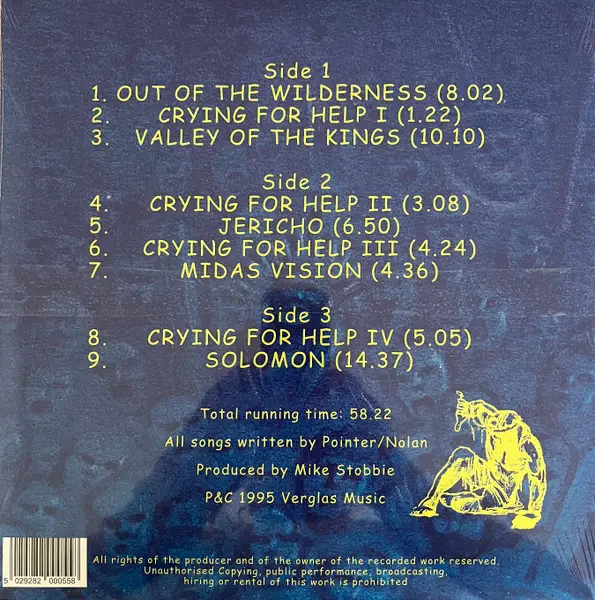 Side 1
1. OUT OF THE WILDERNESS (8.02)
2. CRYING FOR HELP I (1.22)
3. VALLEY OF THE KINGS (10.10)
Side 2
4. CRYING FOR HELP II (3.08)
5. JERICHO (6.50)
6. CRYING FOR HELP III (4.24)
7. MIDAS VISION (4.36)
Side 3
8. CRYING FOR HELP IV (5.05)
9. SOLOMON (14.37)
Total running time: 58.22
All songs written by Pointer/Nolan
Produced by Mike Stobbie
P&C 1995 Verglas Music
5 029282 000558
All rights of the producer and of the owner of the recorded work reserved.
Unauthorised Copying, public performance, broadcasting,
hiring or rental of this work is prohibited